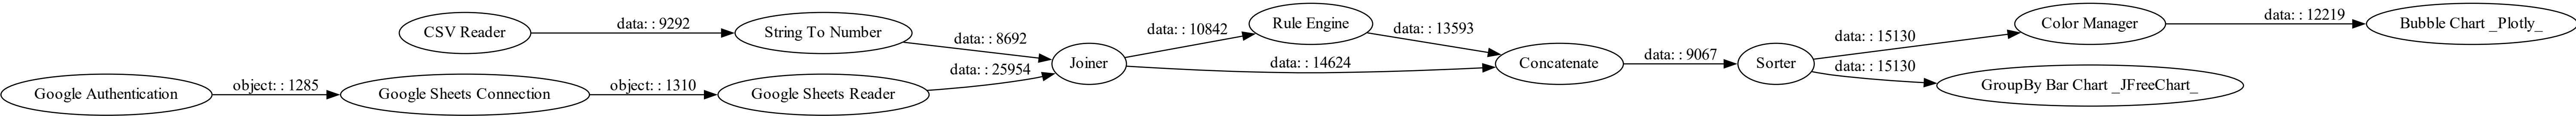 CSV Reader
data: : 9292
String To Number
data: : 8692
Google Authentication
object: : 1285
Google Sheets Connection
object: : 1310
Google Sheets Reader
data: : 25954
Joiner
data: : 10842
Rule Engine
data: : 13593
data: : 14624
Concatenate
data: : 9067
Sorter
data: : 15130
Color Manager
data: : 12219
Bubble Chart _Plotly_
data: : 15130
GroupBy Bar Chart _JFreeChart_